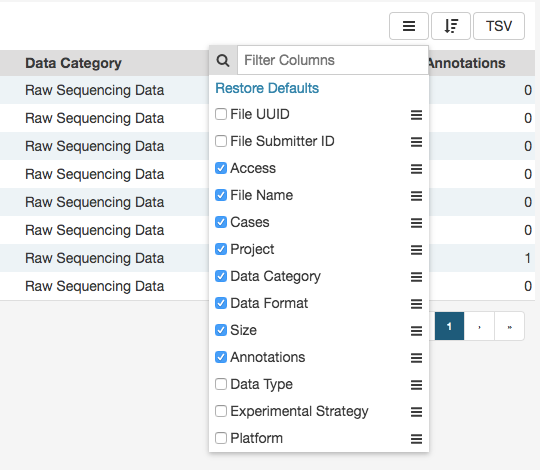 TSV
Data Category
Filter Columns
Annotations
Restore Defaults
Raw Sequencing Data 0
File UUID
Raw Sequencing Data 0
File Submitter ID
Raw Sequencing Data 0
Access
Raw Sequencing Data 0
File Name
Raw Sequencing Data 0
Cases
Raw Sequencing Data 0
Project
Raw Sequencing Data 1
Data Category
Raw Sequencing Data 0
Data Format
Size
1 › »
Annotations
Data Type
Experimental Strategy
Platform